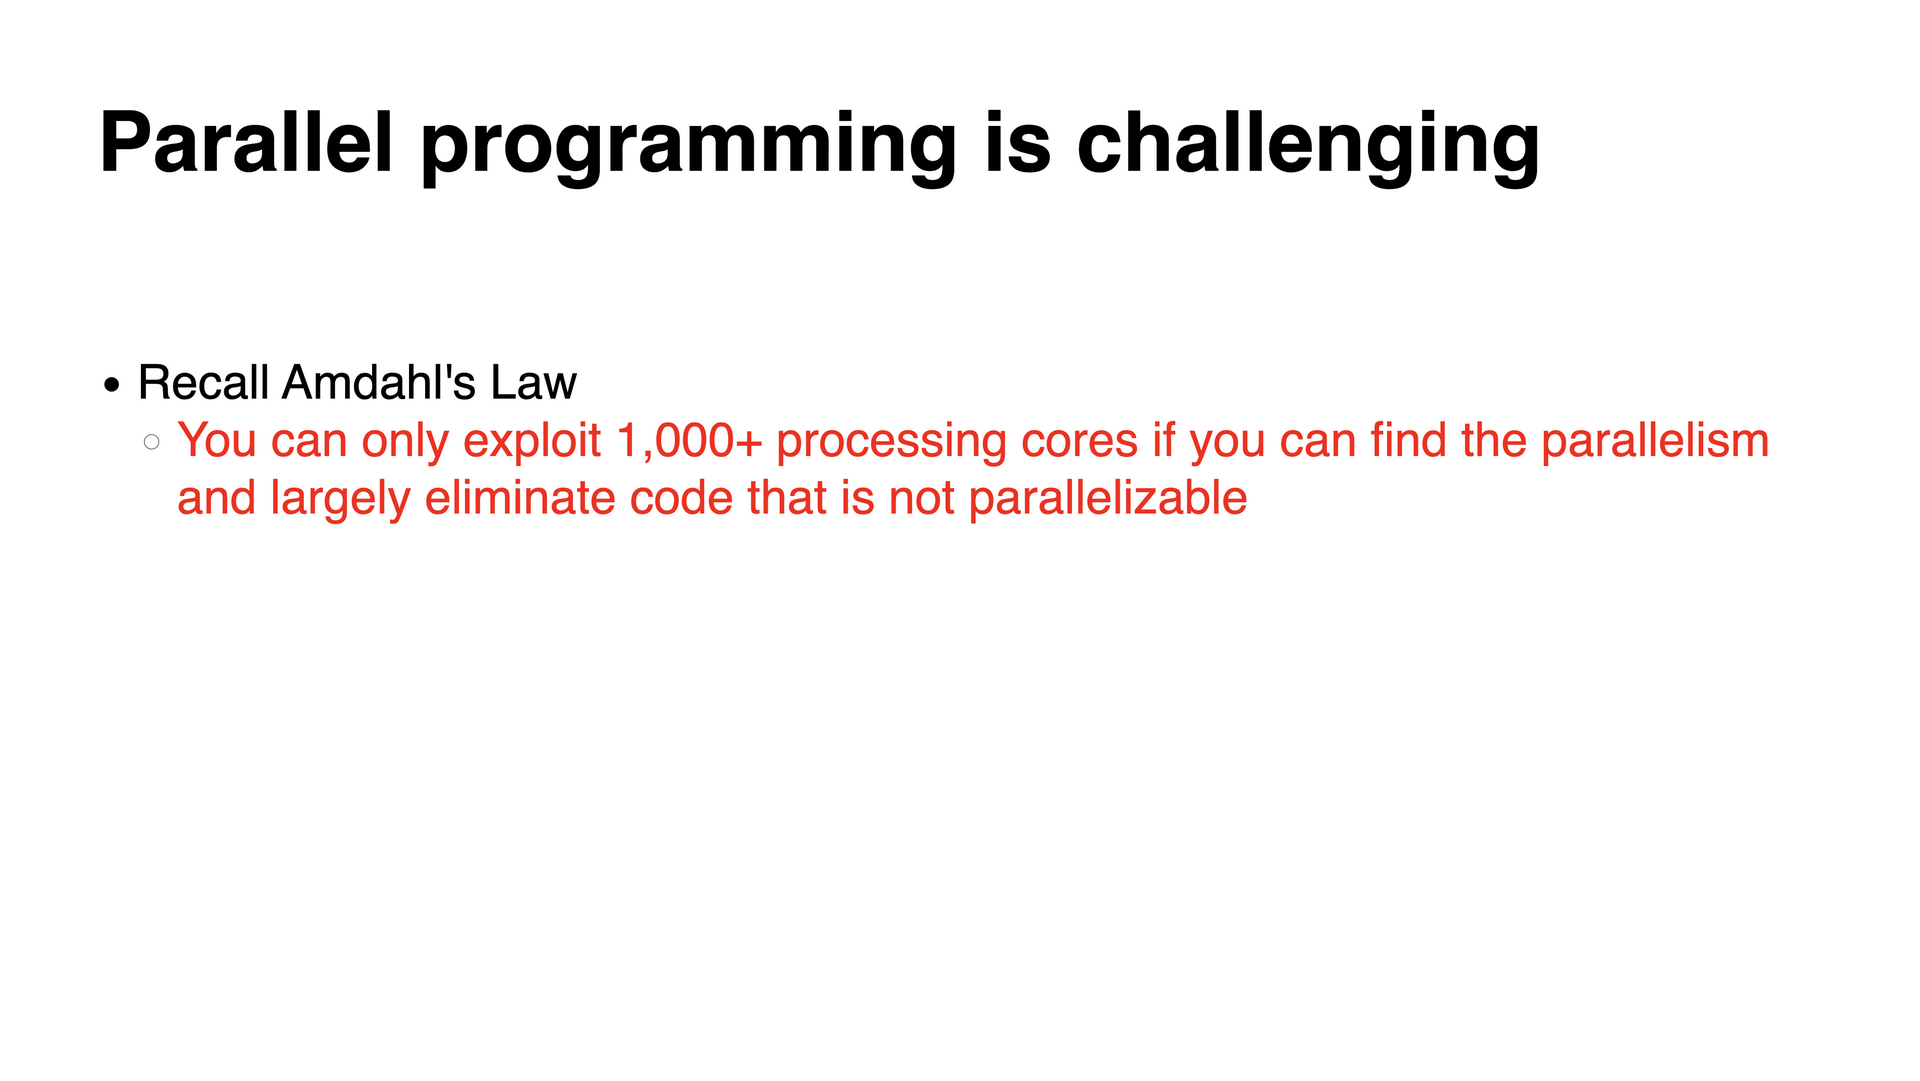 Parallel programming is challenging
• Recall Amdahl's Law
○ You can only exploit 1,000+ processing cores if you can find the parallelism
and largely eliminate code that is not parallelizable